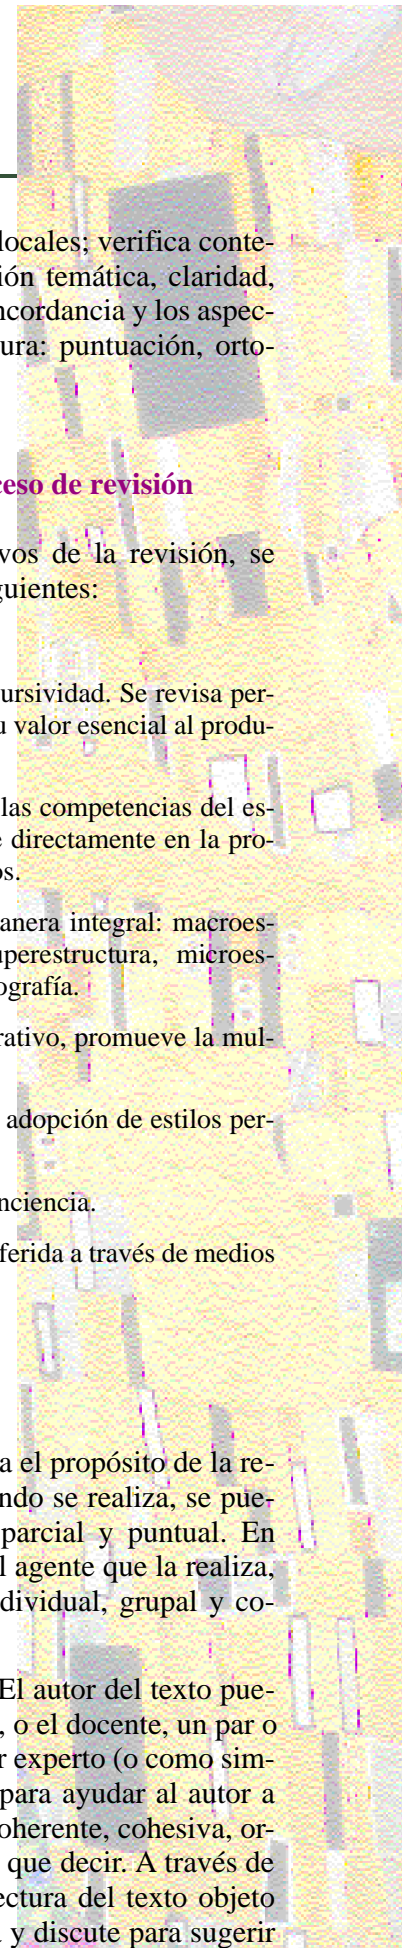 locales; verifica conte-
ión temática, claridad,
ncordancia y los aspec-
ura: puntuación, orto-
ceso de revisión
vos de la revisión, se
guientes:
ursividad. Se revisa per-
u valor esencial al produ-
las competencias del es-
e directamente en la pro-
os.
anera integral: macroes-
uperestructura, microes-
ografía.
rativo, promueve la mul-
adopción de estilos per-
nciencia.
ferida a través de medios
a el propósito de la re-
ndo se realiza, se pue-
parcial y puntual. En
l agente que la realiza,
dividual, grupal y co-
El autor del texto pue-
, o el docente, un par o
r experto (o como sim-
para ayudar al autor a
oherente, cohesiva, or-
que decir. A través de
ectura del texto objeto
a y discute para sugerir